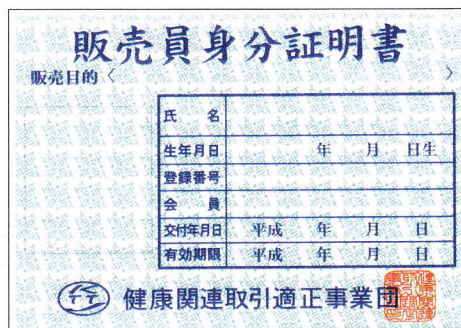 販売員身分証明書
販売目的〈 〉
氏 名
生年月日 年 月 日生
登録番号
会 員
交付年月日 平成 年 月 日
有効期限 平成 年 月 日
健康関連取引適正事業団